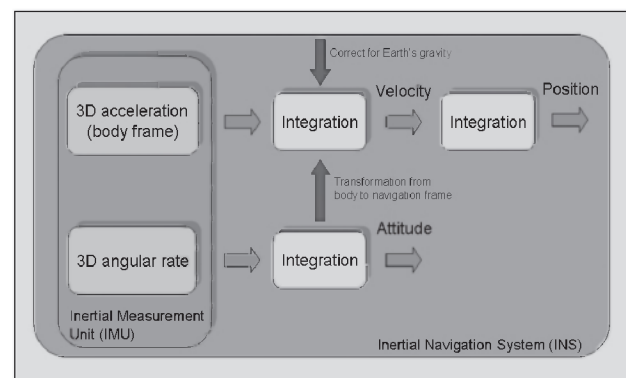 Correct for Earth's gravity
3D acceleration
(body frame)
Integration
Velocity
Integration
Position
Transformation from
body to navigation frame
3D angular rate
Integration
Attitude
Inertial Measurement
Unit (IMU)
Inertial Navigation System (INS)